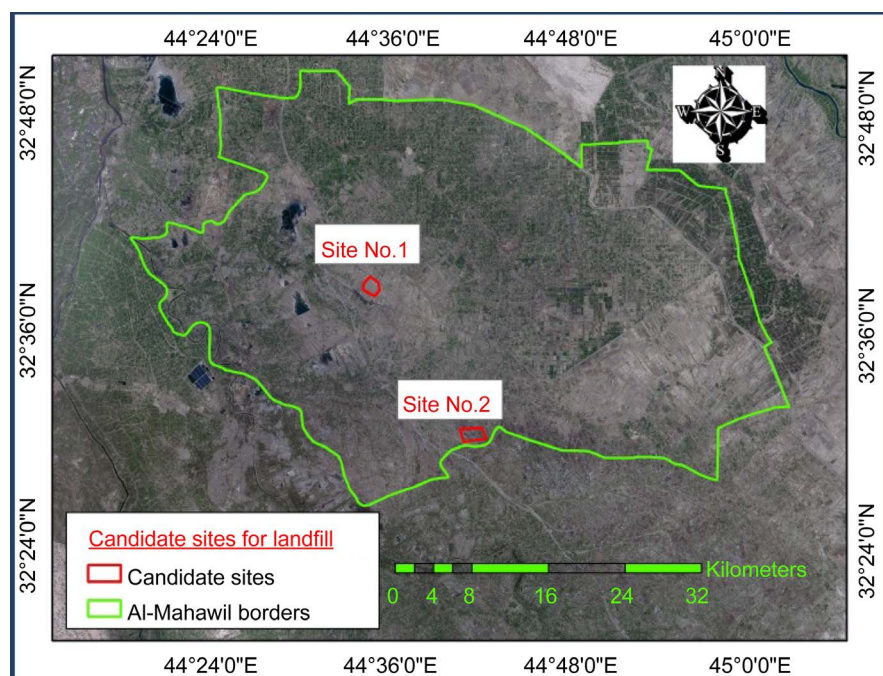 44°24'0"E 44°36'0"E 44°48'0"E 45°0'0"E
32°48'0"N
32°48'0"N
N
W E
S
Site No.1
32°36'0"N
32°36'0"N
Site No.2
32°24'0"N
32°24'0"N
Candidate sites for landfill
Candidate sites
Al-Mahawil borders
Kilometers
0 4 8 16 24 32
44°24'0"E 44°36'0"E 44°48'0"E 45°0'0"E